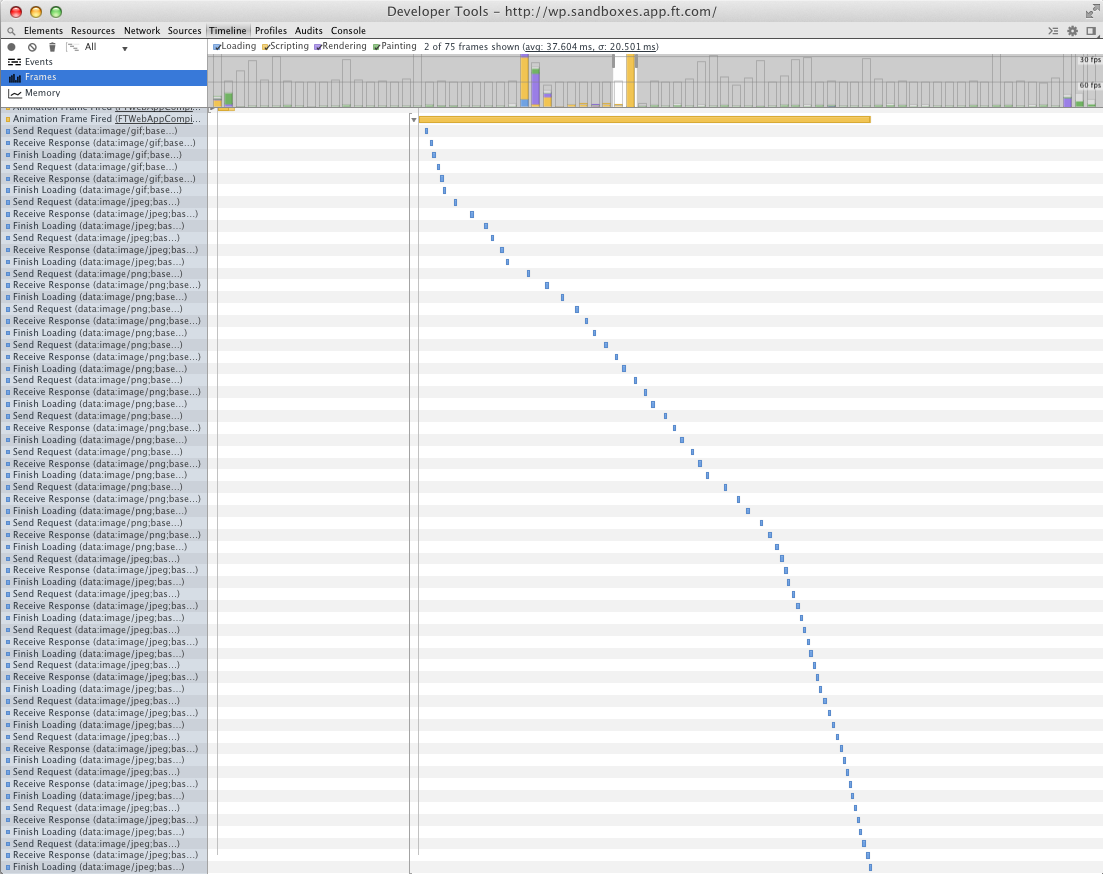 Developer Tools - http://wp.sandboxes.app.ft.com/
Elements Resources Network Sources Timeline Profiles Audits Console
All
Loading Scripting Rendering Painting 2 of 75 frames shown (avg: 37.604 ms, σ: 20.501 ms)
Events
Frames
Memory
30 fps
60 fps
Animation Frame Fired (FTWebAppCompi...
Animation Frame Fired (FTWebAppCompi...
Send Request (data:image/gif;base...)
Receive Response (data:image/gif;base...)
Finish Loading (data:image/gif;base...)
Send Request (data:image/gif;base...)
Receive Response (data:image/gif;base...)
Finish Loading (data:image/gif;base...)
Send Request (data:image/jpeg;bas...)
Receive Response (data:image/jpeg;bas...)
Finish Loading (data:image/jpeg;bas...)
Send Request (data:image/jpeg;bas...)
Receive Response (data:image/jpeg;bas...)
Finish Loading (data:image/jpeg;bas...)
Send Request (data:image/png;base...)
Receive Response (data:image/png;base...)
Finish Loading (data:image/png;base...)
Send Request (data:image/png;base...)
Receive Response (data:image/png;base...)
Finish Loading (data:image/png;base...)
Send Request (data:image/png;base...)
Receive Response (data:image/png;base...)
Finish Loading (data:image/png;base...)
Send Request (data:image/png;base...)
Receive Response (data:image/png;base...)
Finish Loading (data:image/png;base...)
Send Request (data:image/png;base...)
Receive Response (data:image/png;base...)
Finish Loading (data:image/png;base...)
Send Request (data:image/png;base...)
Receive Response (data:image/png;base...)
Finish Loading (data:image/png;base...)
Send Request (data:image/png;base...)
Receive Response (data:image/png;base...)
Finish Loading (data:image/png;base...)
Send Request (data:image/png;base...)
Receive Response (data:image/png;base...)
Finish Loading (data:image/png;base...)
Send Request (data:image/jpeg;bas...)
Receive Response (data:image/jpeg;bas...)
Finish Loading (data:image/jpeg;bas...)
Send Request (data:image/jpeg;bas...)
Receive Response (data:image/jpeg;bas...)
Finish Loading (data:image/jpeg;bas...)
Send Request (data:image/jpeg;bas...)
Receive Response (data:image/jpeg;bas...)
Finish Loading (data:image/jpeg;bas...)
Send Request (data:image/jpeg;bas...)
Receive Response (data:image/jpeg;bas...)
Finish Loading (data:image/jpeg;bas...)
Send Request (data:image/jpeg;bas...)
Receive Response (data:image/jpeg;bas...)
Finish Loading (data:image/jpeg;bas...)
Send Request (data:image/jpeg;bas...)
Receive Response (data:image/jpeg;bas...)
Finish Loading (data:image/jpeg;bas...)
Send Request (data:image/jpeg;bas...)
Receive Response (data:image/jpeg;bas...)
Finish Loading (data:image/jpeg;bas...)
Send Request (data:image/jpeg;bas...)
Receive Response (data:image/jpeg;bas...)
Finish Loading (data:image/jpeg;bas...)
Send Request (data:image/jpeg;bas...)
Receive Response (data:image/jpeg;bas...)
Finish Loading (data:image/jpeg;bas...)